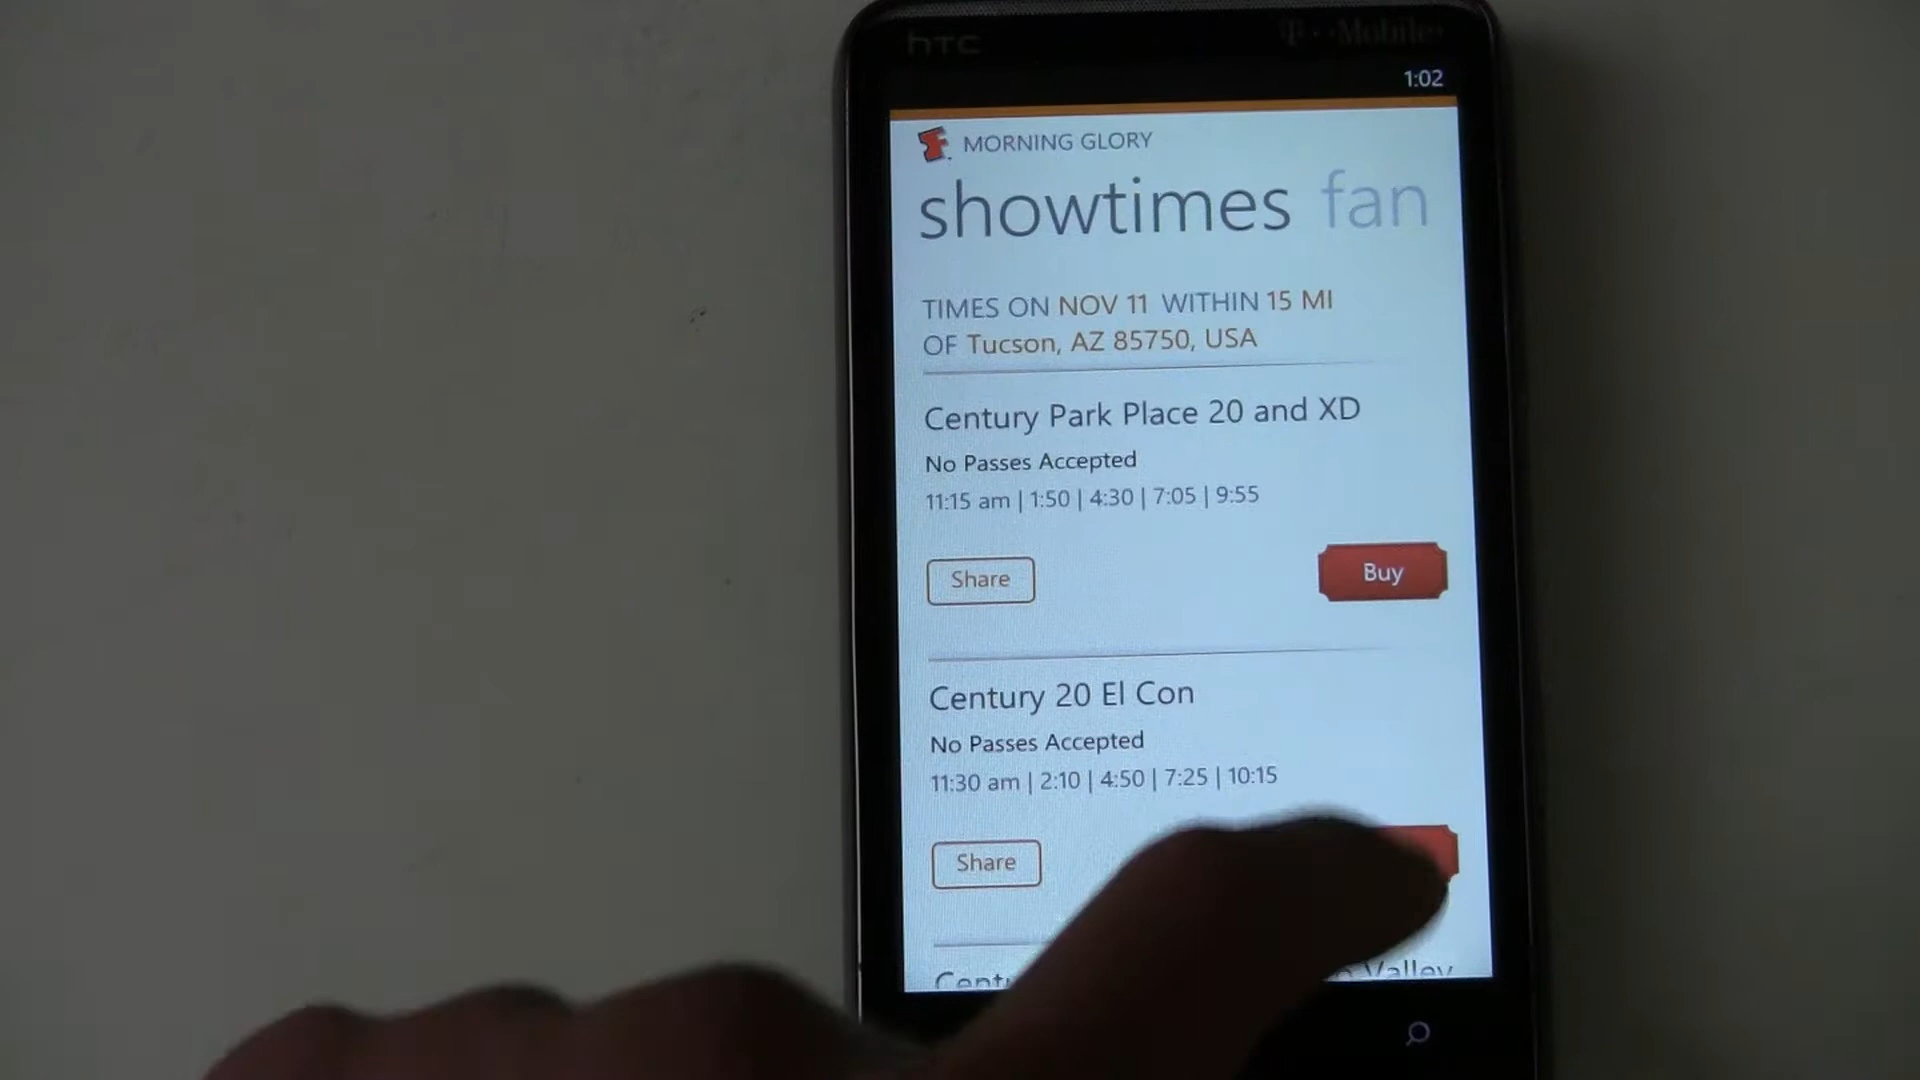 hTC
T··Mobile·
1:02
MORNING GLORY
showtimes fan
TIMES ON NOV 11 WITHIN 15 MI
OF Tucson, AZ 85750, USA
Century Park Place 20 and XD
No Passes Accepted
11:15 am | 1:50 | 4:30 | 7:05 | 9:55
Share
Buy
Century 20 El Con
No Passes Accepted
11:30 am | 2:10 | 4:50 | 7:25 | 10:15
Share
Valley